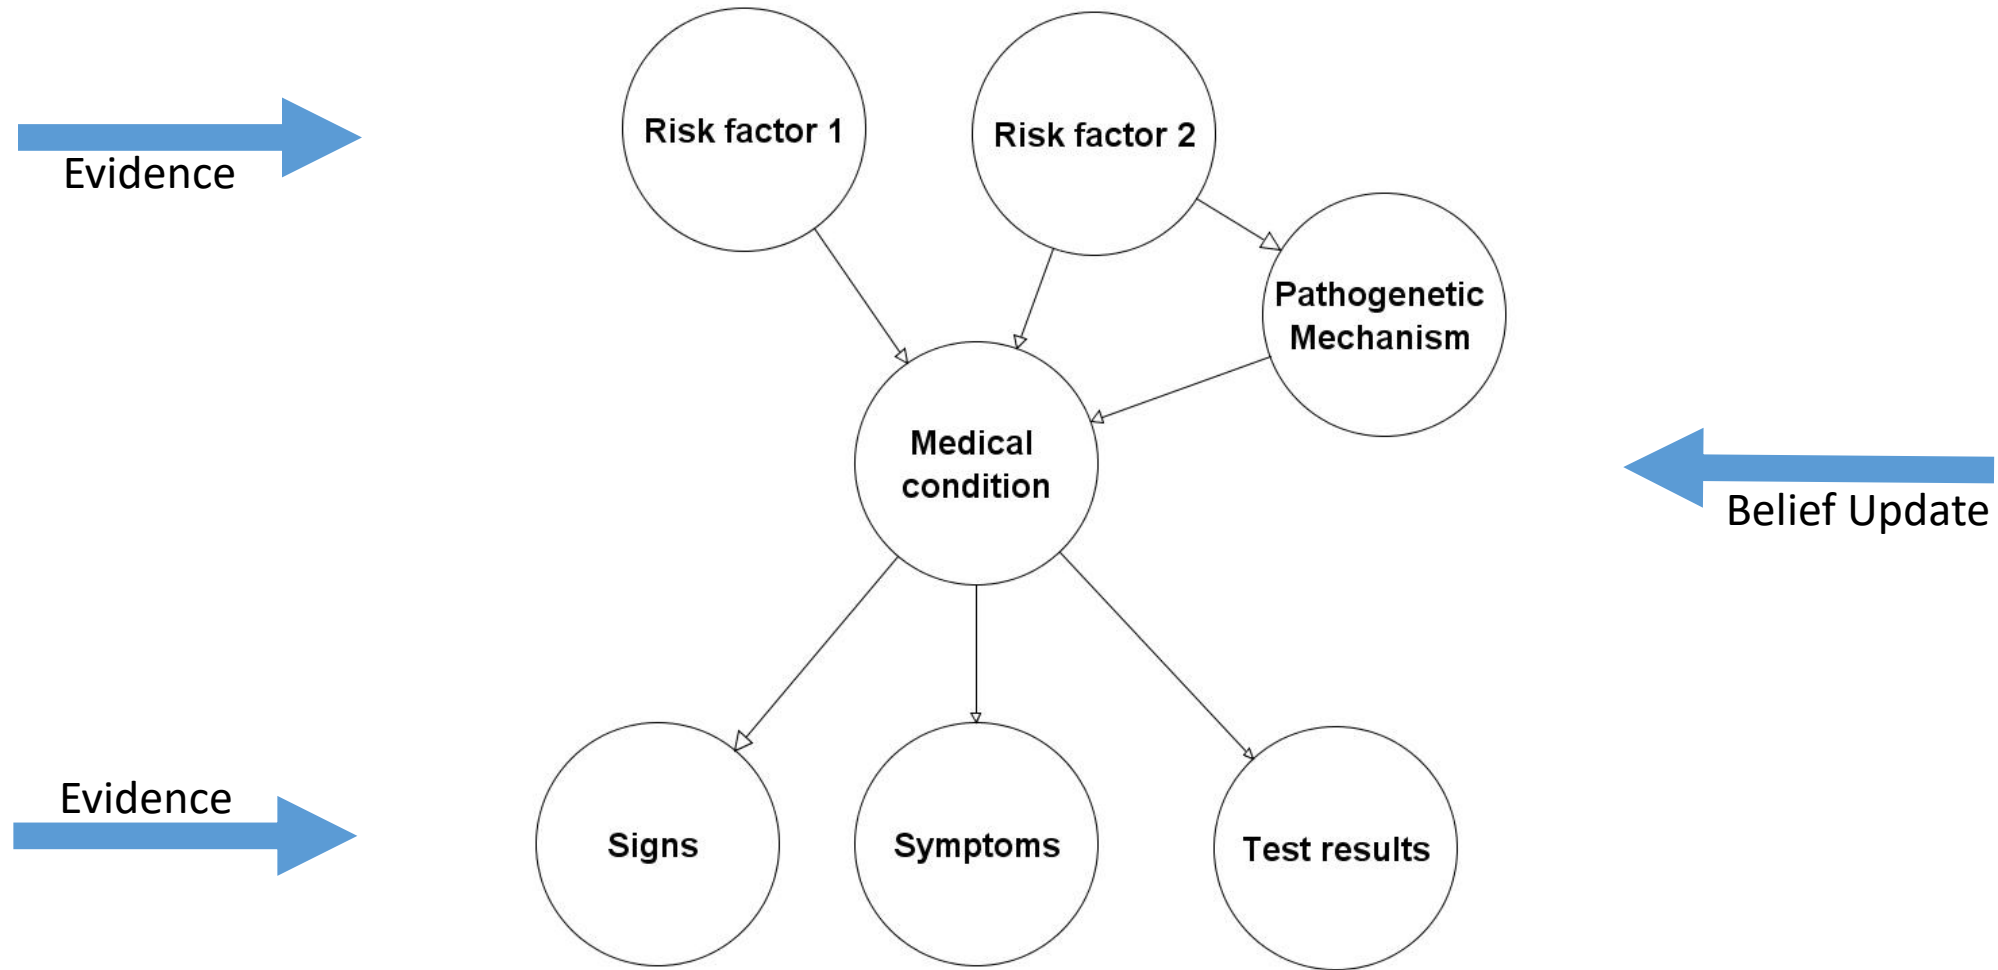 Risk factor 1
Risk factor 2
Evidence
Pathogenetic
Mechanism
Medical
condition
Belief Update
Evidence
Signs
Symptoms
Test results